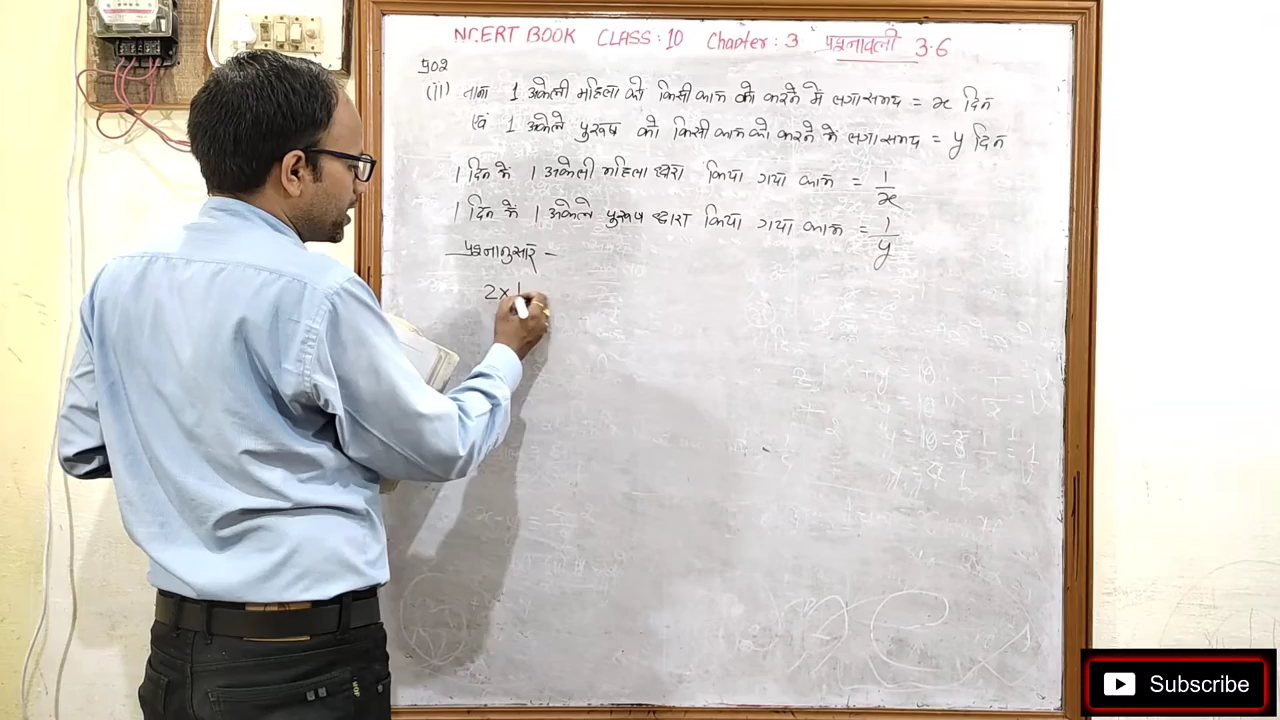 NCERT BOOK CLASS : 10 Chapter : 3 प्रश्नावली 3.6
प्र०२
(ii) माना 1 अकेली महिला को किसी काम को करने में लगा समय = x दिन
एवं 1 अकेले पुरूष को किसी काम को करने में लगा समय = y दिन
1 दिन में 1 अकेली महिला द्वारा किया गया काम = 1/x
1 दिन में 1 अकेले पुरूष द्वारा किया गया काम = 1/y
प्रश्नानुसार –
2×1
Subscribe